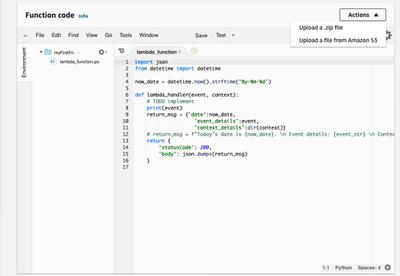 Function code Info
Actions ▲
Upload a .zip file
Upload a file from Amazon S3
File Edit Find View Go Tools Window Save Test
Environment
myFirstFn - /
lambda_function.py
lambda_function
1 import json
2 from datetime import datetime
3
4 now_date = datetime.now().strftime("%y-%m-%d")
5
6 def lambda_handler(event, context):
7 # TODO implement
8 print(event)
9 return_msg = {'date':now_date,
10 'event_details':event,
11 'context_details':dir(context)}
12 # return_msg = f"Today's date is {now_date}. \n Event details: {event_str} \n Contex
13 return {
14 'statusCode': 200,
15 'body': json.dumps(return_msg)
16 }
1:1 Python Spaces: 4